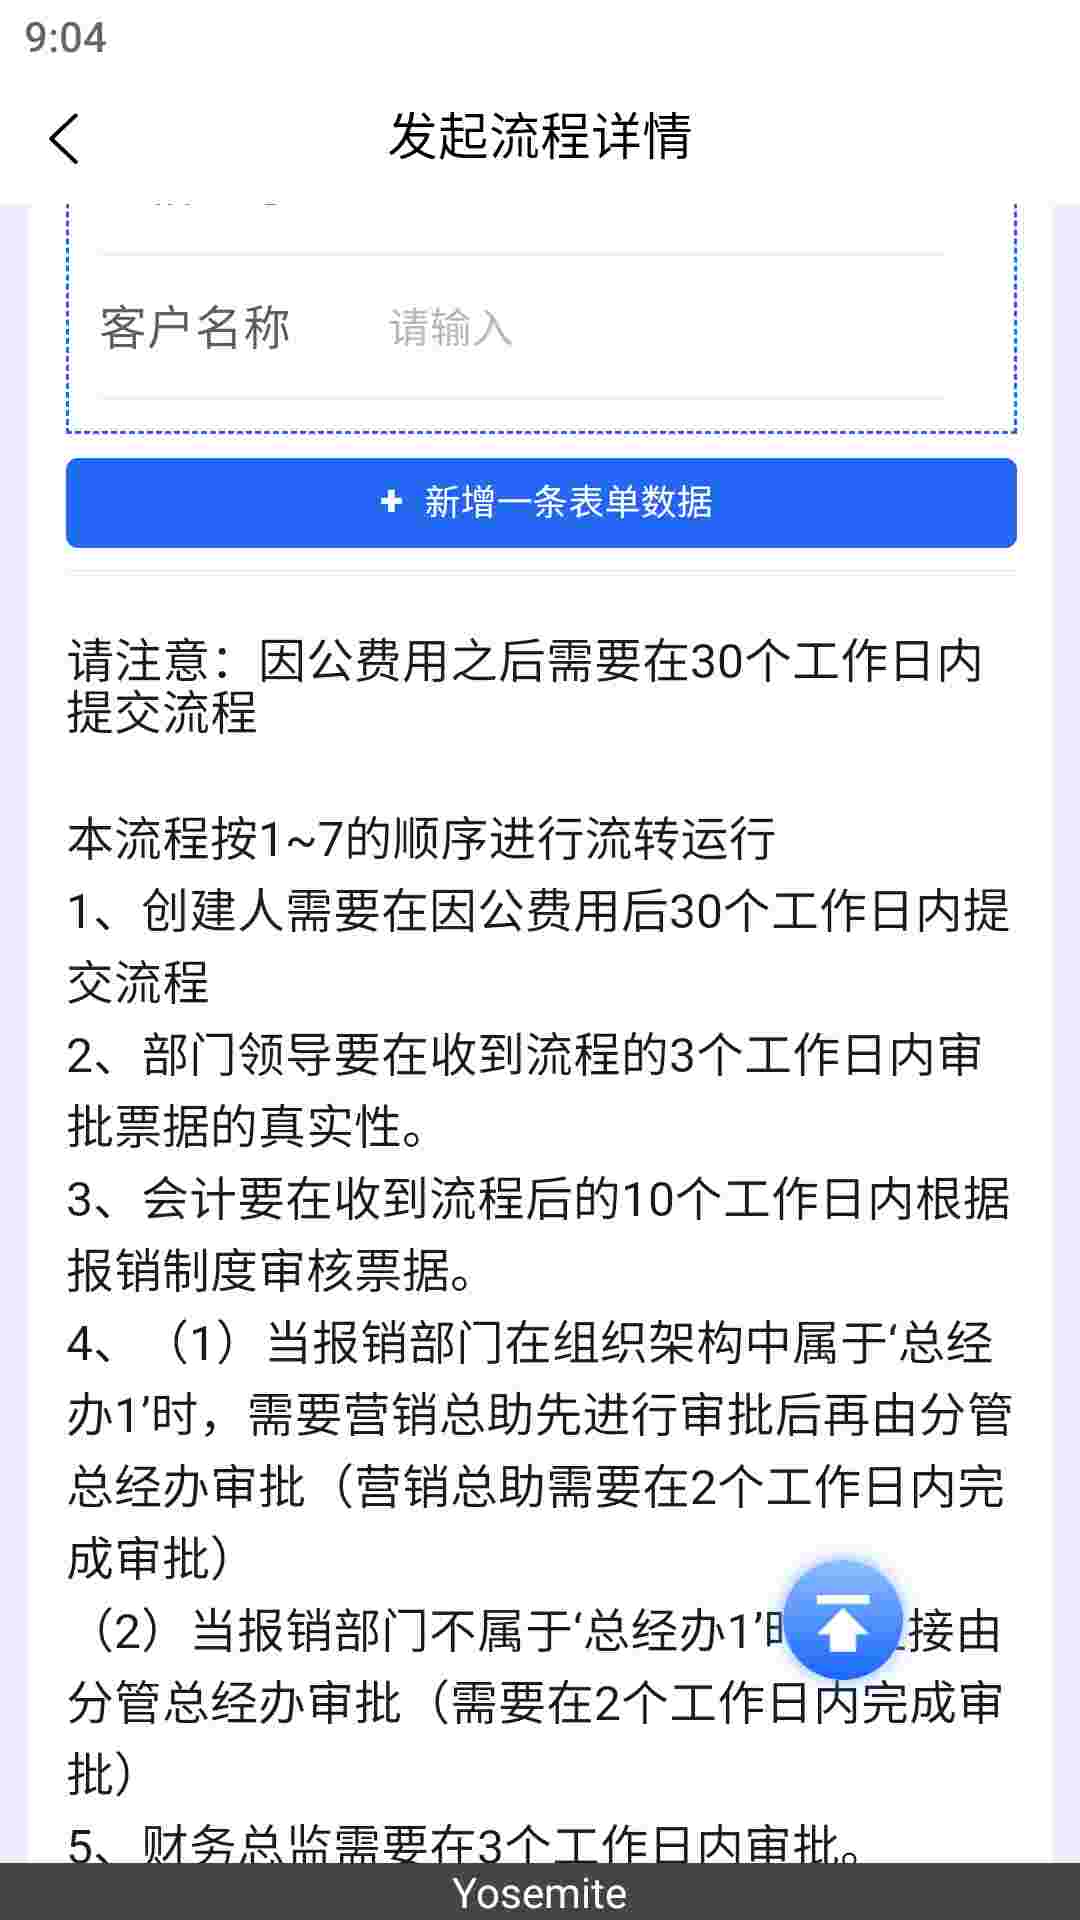 9:04
发起流程详情
客户名称 请输入
+ 新增一条表单数据
请注意：因公费用之后需要在30个工作日内
提交流程
本流程按1~7的顺序进行流转运行
1、创建人需要在因公费用后30个工作日内提
交流程
2、部门领导要在收到流程的3个工作日内审
批票据的真实性。
3、会计要在收到流程后的10个工作日内根据
报销制度审核票据。
4、（1）当报销部门在组织架构中属于‘总经
办1’时，需要营销总助先进行审批后再由分管
总经办审批（营销总助需要在2个工作日内完
成审批）
（2）当报销部门不属于‘总经办1’ 接由
分管总经办审批（需要在2个工作日内完成审
批）
5、财务总监需要在3个工作日内审批。
Yosemite